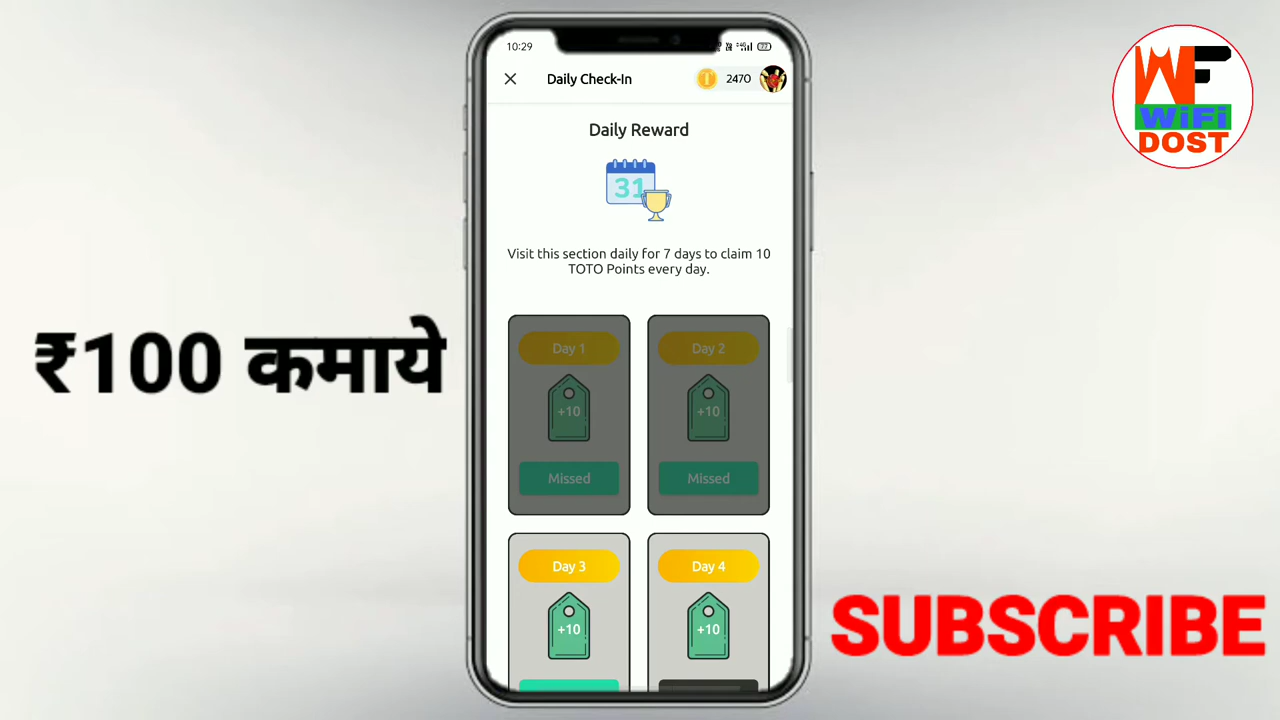 10:29
Daily Check-In
2470
Daily Reward
31
Visit this section daily for 7 days to claim 10
TOTO Points every day.
Day 1
Day 2
+10
+10
Missed
Missed
Day 3
Day 4
+10
+10
₹100 कमाये
WF
WiFi
DOST
SUBSCRIBE